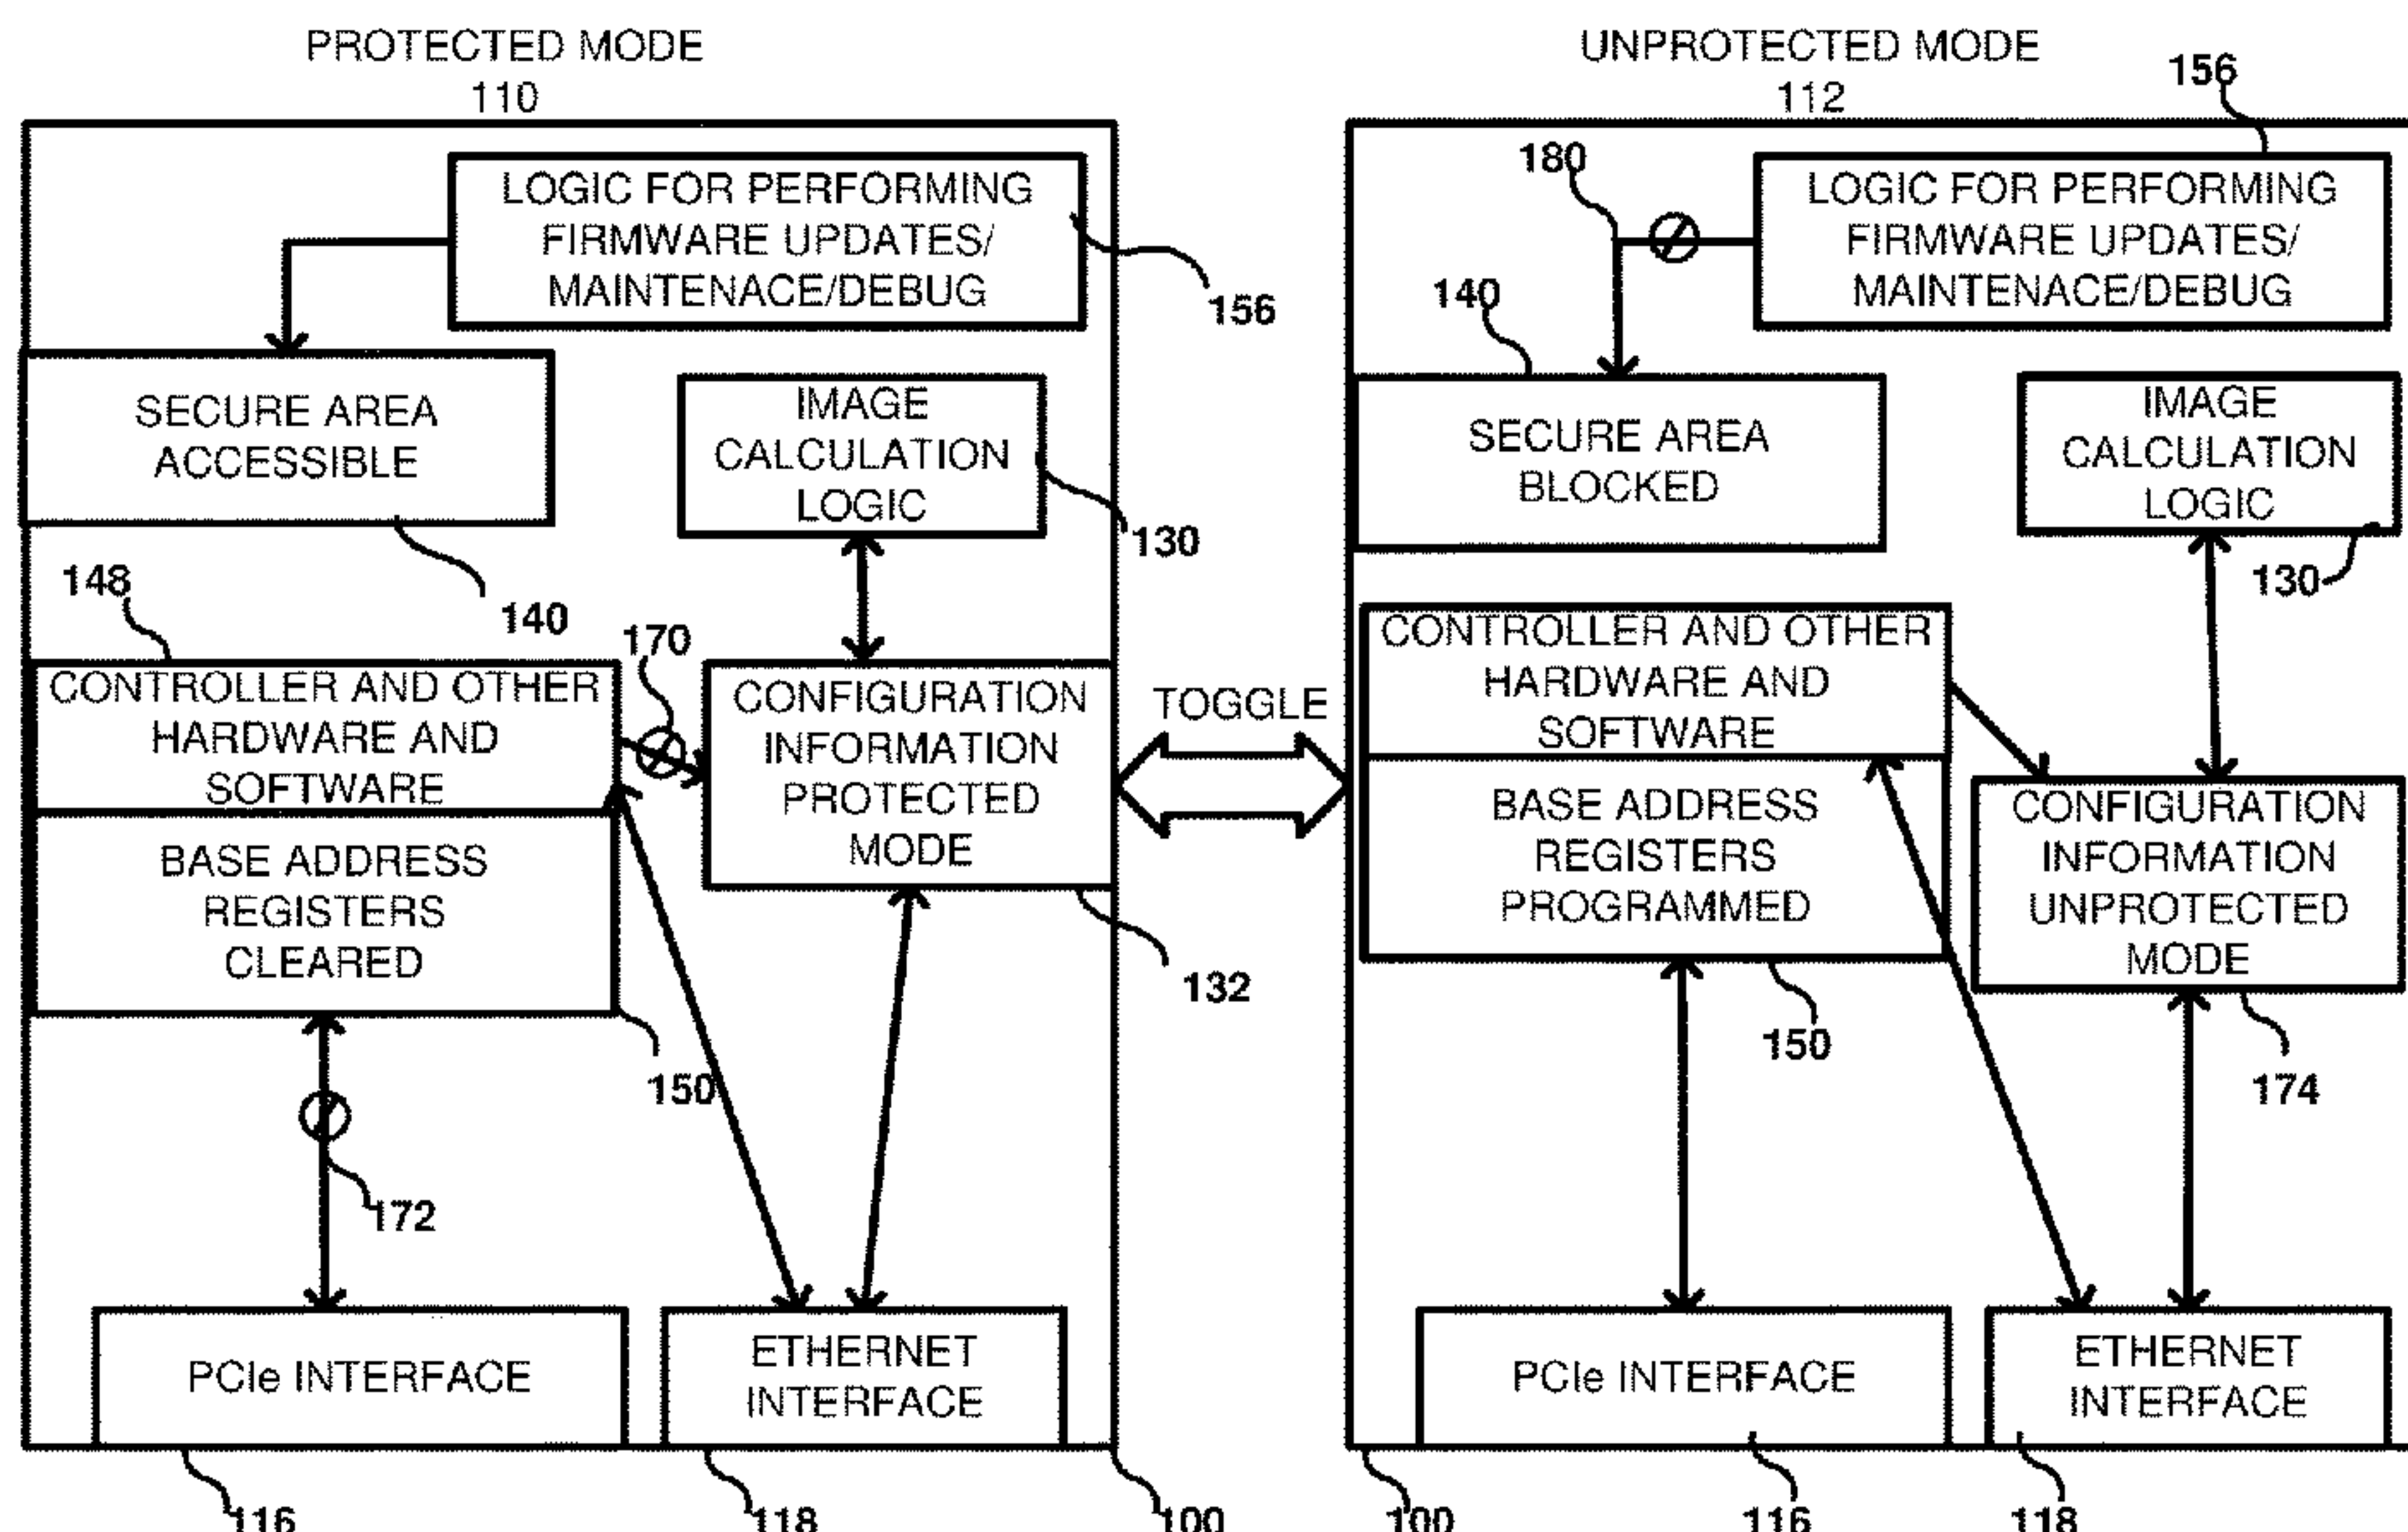 PROTECTED MODE
110
LOGIC FOR PERFORMING
FIRMWARE UPDATES/
MAINTENACE/DEBUG
156
SECURE AREA
ACCESSIBLE
140
IMAGE
CALCULATION
LOGIC
130
148
CONTROLLER AND OTHER
HARDWARE AND
SOFTWARE
170
CONFIGURATION
INFORMATION
PROTECTED
MODE
132
BASE ADDRESS
REGISTERS
CLEARED
150
172
PCIe INTERFACE
ETHERNET
INTERFACE
116
118
100
TOGGLE
UNPROTECTED MODE
112
156
180
LOGIC FOR PERFORMING
FIRMWARE UPDATES/
MAINTENACE/DEBUG
140
SECURE AREA
BLOCKED
IMAGE
CALCULATION
LOGIC
130
CONTROLLER AND OTHER
HARDWARE AND
SOFTWARE
BASE ADDRESS
REGISTERS
PROGRAMMED
150
CONFIGURATION
INFORMATION
UNPROTECTED
MODE
174
PCIe INTERFACE
ETHERNET
INTERFACE
100
116
118